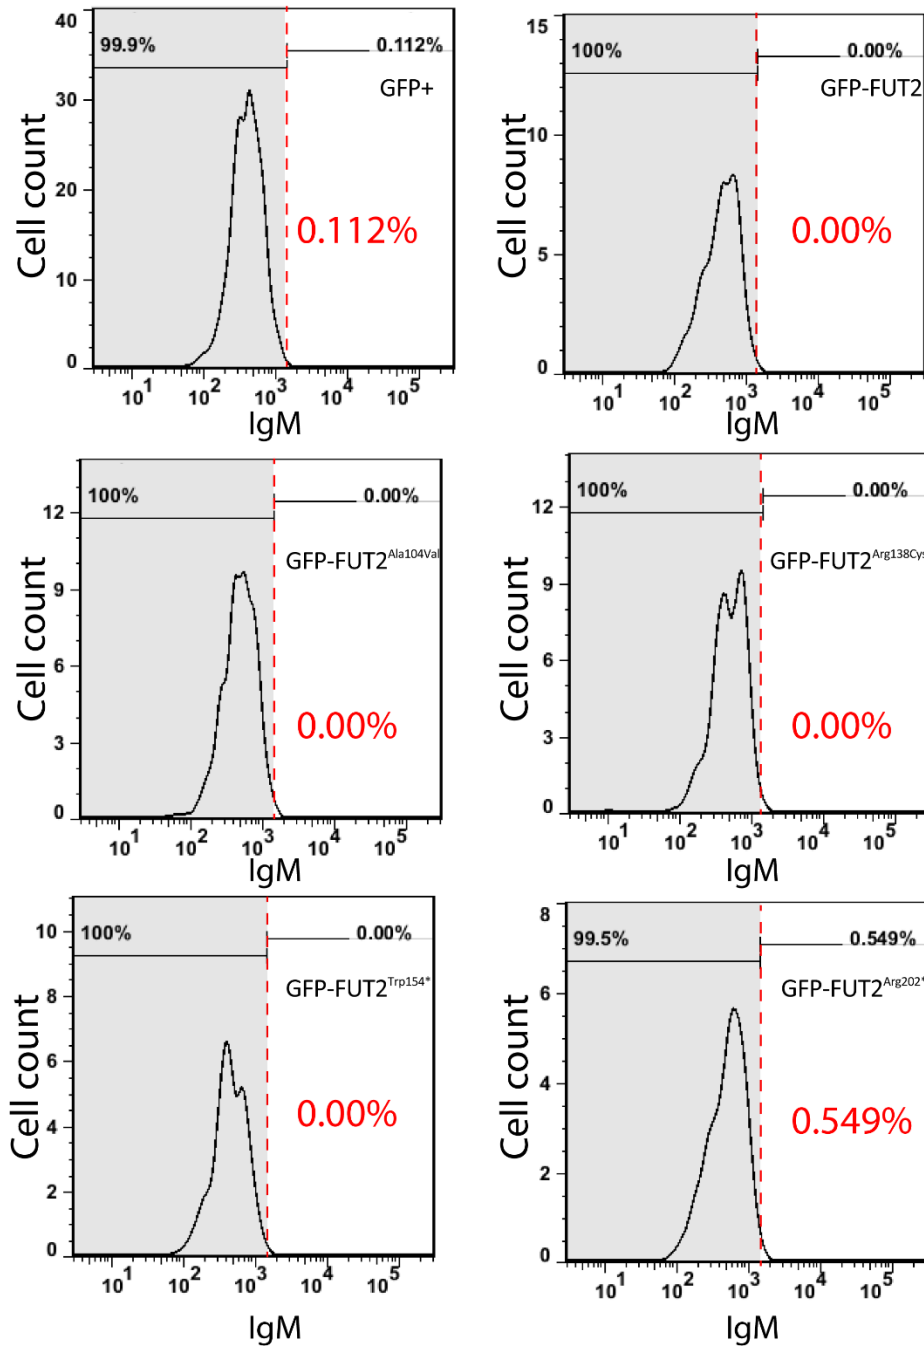 40
99.9%
0.112%
GFP+
30
20
10
0
0.112%
Cell count
10¹ 10² 10³ 10⁴ 10⁵
IgM
15
100%
0.00%
GFP-FUT2
10
5
0
0.00%
Cell count
10¹ 10² 10³ 10⁴ 10⁵
IgM
100%
0.00%
12
GFP-FUT2Ala104Val
9
6
3
0
0.00%
Cell count
10¹ 10² 10³ 10⁴ 10⁵
IgM
100%
0.00%
12
GFP-FUT2Arg138Cys
9
6
3
0
0.00%
Cell count
10¹ 10² 10³ 10⁴ 10⁵
IgM
10
100%
0.00%
GFP-FUT2Trp154*
8
6
4
2
0
0.00%
Cell count
10¹ 10² 10³ 10⁴ 10⁵
IgM
8
99.5%
0.549%
GFP-FUT2Arg202*
6
4
2
0
0.549%
Cell count
10¹ 10² 10³ 10⁴ 10⁵
IgM